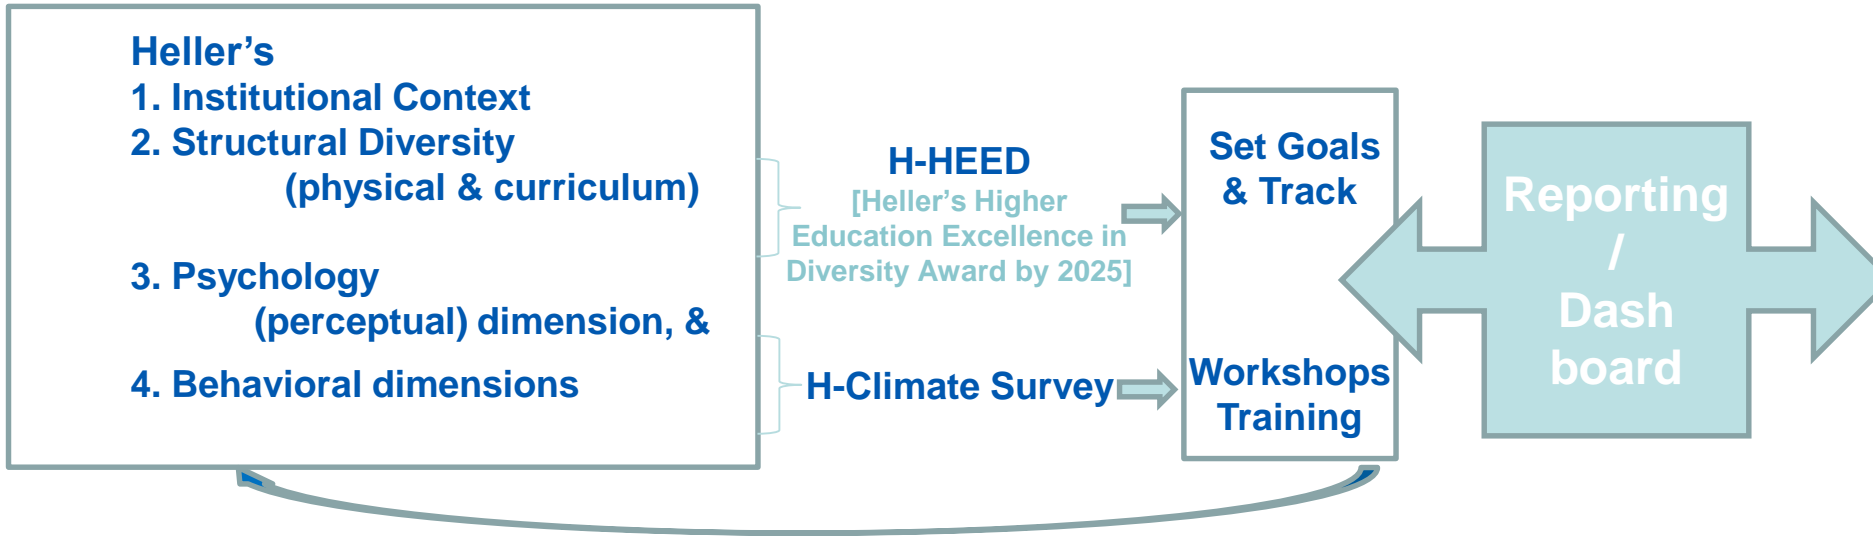 Heller’s
1. Institutional Context
2. Structural Diversity
(physical & curriculum)
3. Psychology
(perceptual) dimension, &
4. Behavioral dimensions
H-HEED
[Heller’s Higher
Education Excellence in
Diversity Award by 2025]
H-Climate Survey
Set Goals
& Track
Workshops
Training
Reporting
/
Dash
board